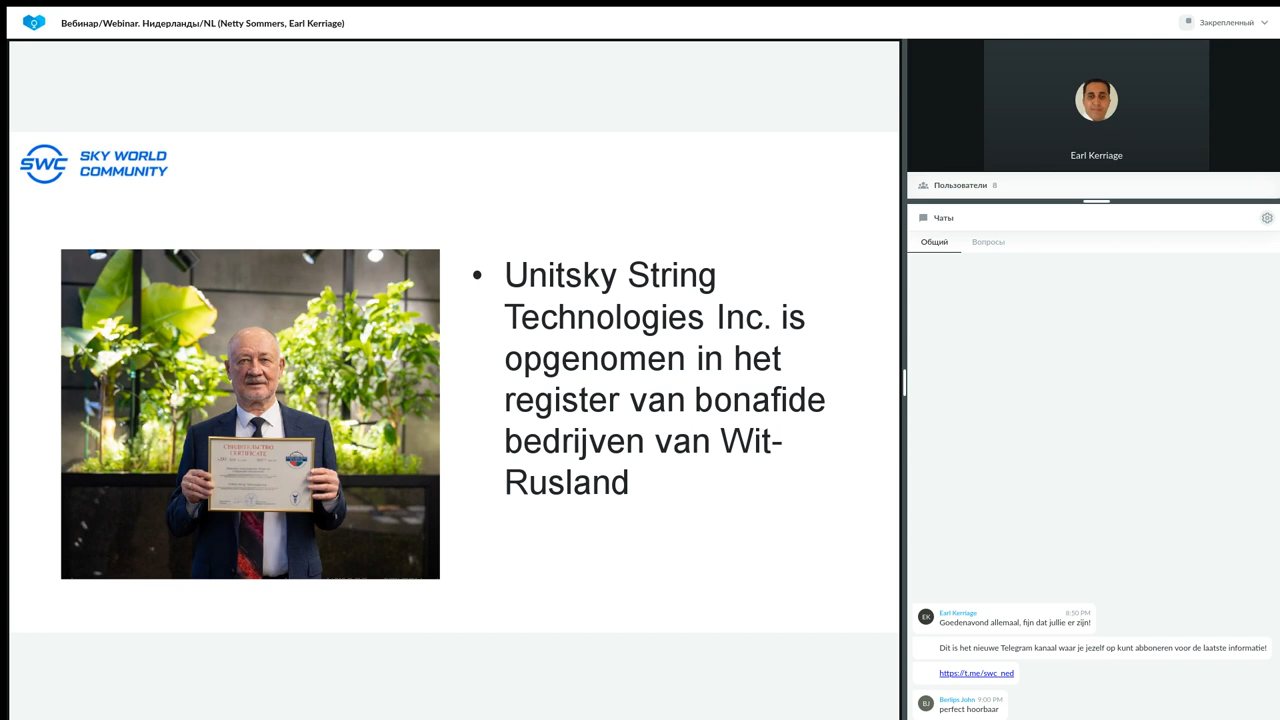 Вебинар/Webinar. Нидерланды/NL (Netty Sommers, Earl Kerriage)
Закрепленный
SWC SKY WORLD
COMMUNITY
СВИДЕТЕЛЬСТВО
CERTIFICATE
• Unitsky String
Technologies Inc. is
opgenomen in het
register van bonafide
bedrijven van Wit-
Rusland
Earl Kerriage
Пользователи 8
Чаты
Общий Вопросы
EK Earl Kerriage 8:50 PM
Goedenavond allemaal, fijn dat jullie er zijn!
Dit is het nieuwe Telegram kanaal waar je jezelf op kunt abboneren voor de laatste informatie!
https://t.me/swc_ned
BJ Berlips John 9:00 PM
perfect hoorbaar